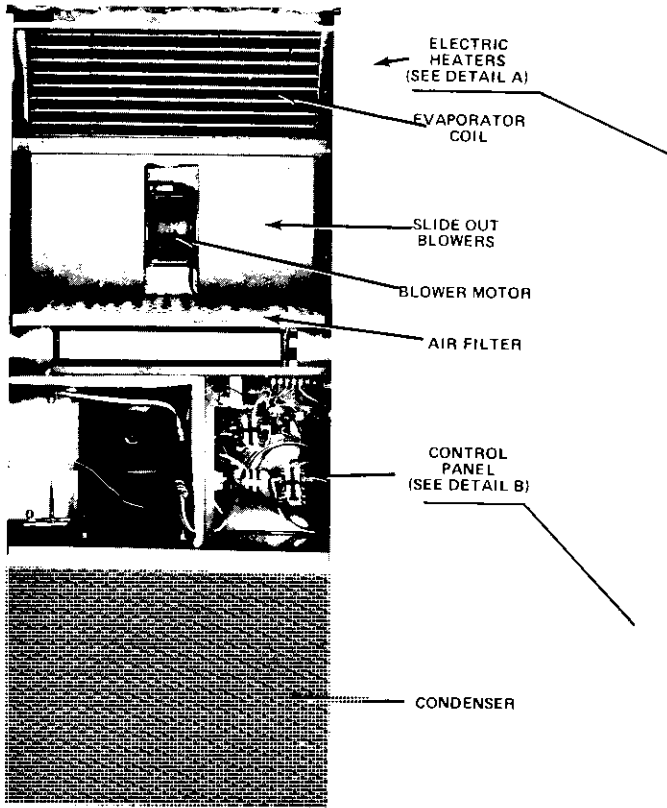 ELECTRIC
HEATERS
(SEE DETAIL A)
EVAPORATOR
COIL
SLIDE OUT
BLOWERS
BLOWER MOTOR
AIR FILTER
CONTROL
PANEL
(SEE DETAIL B)
CONDENSER